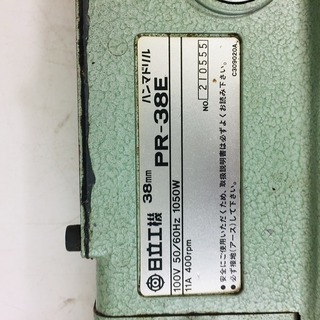 ハンマドリル
38mm PR-38E
日立工機
100V 50/60Hz 1050W
11A 400rpm
NO. 210555
●安全にご使用いただくため、取扱説明書は必ずよくお読み下さい。
●必ず接地(アース)して下さい。
C309020A